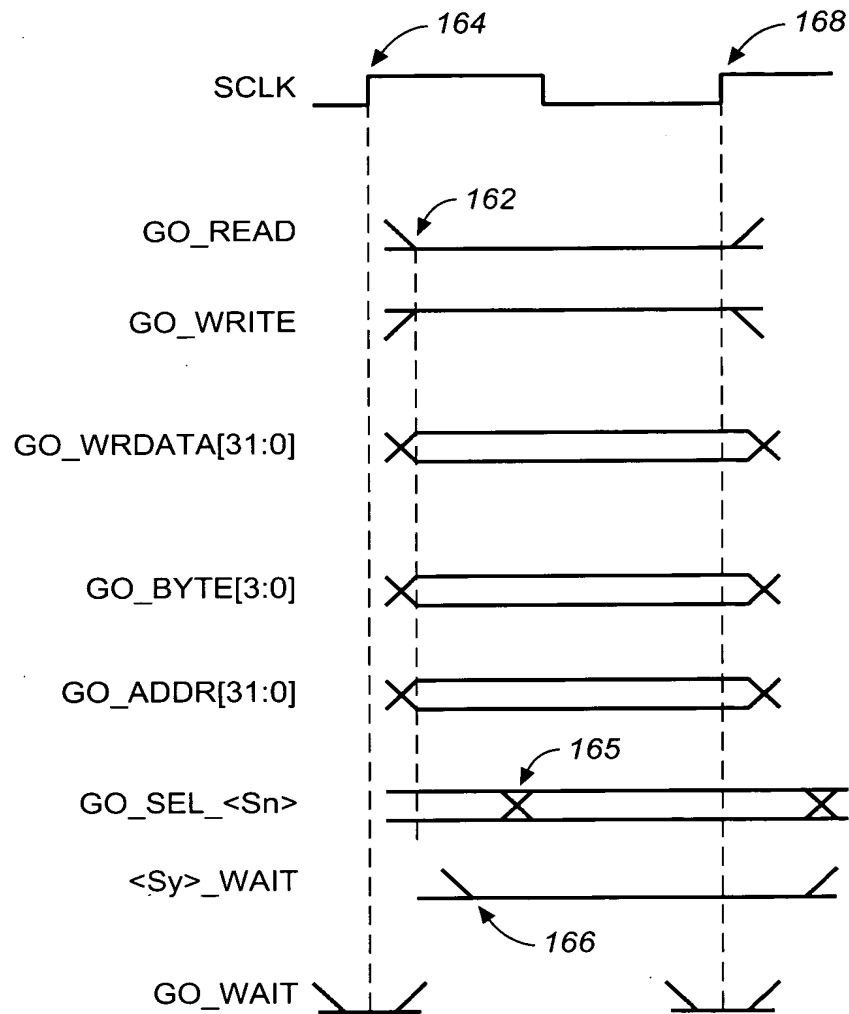 164
168
SCLK
162
GO_READ
GO_WRITE
GO_WRDATA[31:0]
GO_BYTE[3:0]
GO_ADDR[31:0]
165
GO_SEL_<Sn>
<Sy>_WAIT
166
GO_WAIT